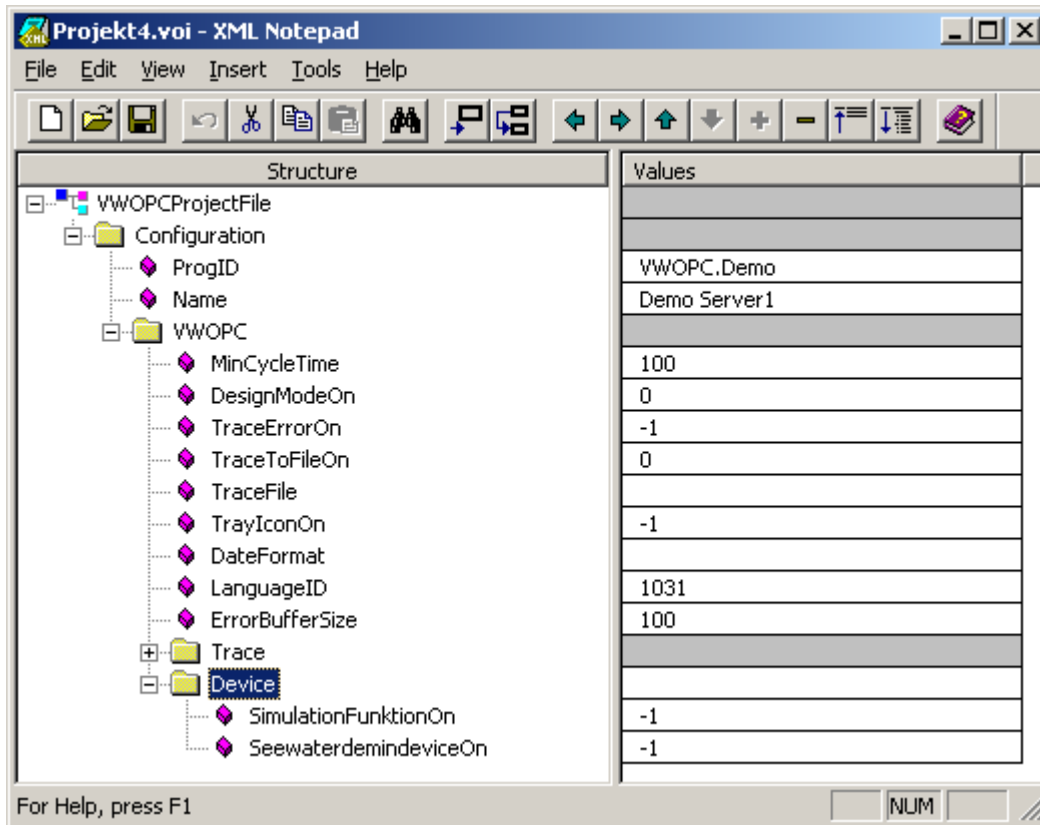 Projekt4.voi - XML Notepad
File Edit View Insert Tools Help
Structure Values
VWOPCProjectFile
Configuration
ProgID VWOPC.Demo
Name Demo Server1
VWOPC
MinCycleTime 100
DesignModeOn 0
TraceErrorOn -1
TraceToFileOn 0
TraceFile
TrayIconOn -1
DateFormat
LanguageID 1031
ErrorBufferSize 100
Trace
Device
SimulationFunktionOn -1
SeewaterdemindeviceOn -1
For Help, press F1 NUM